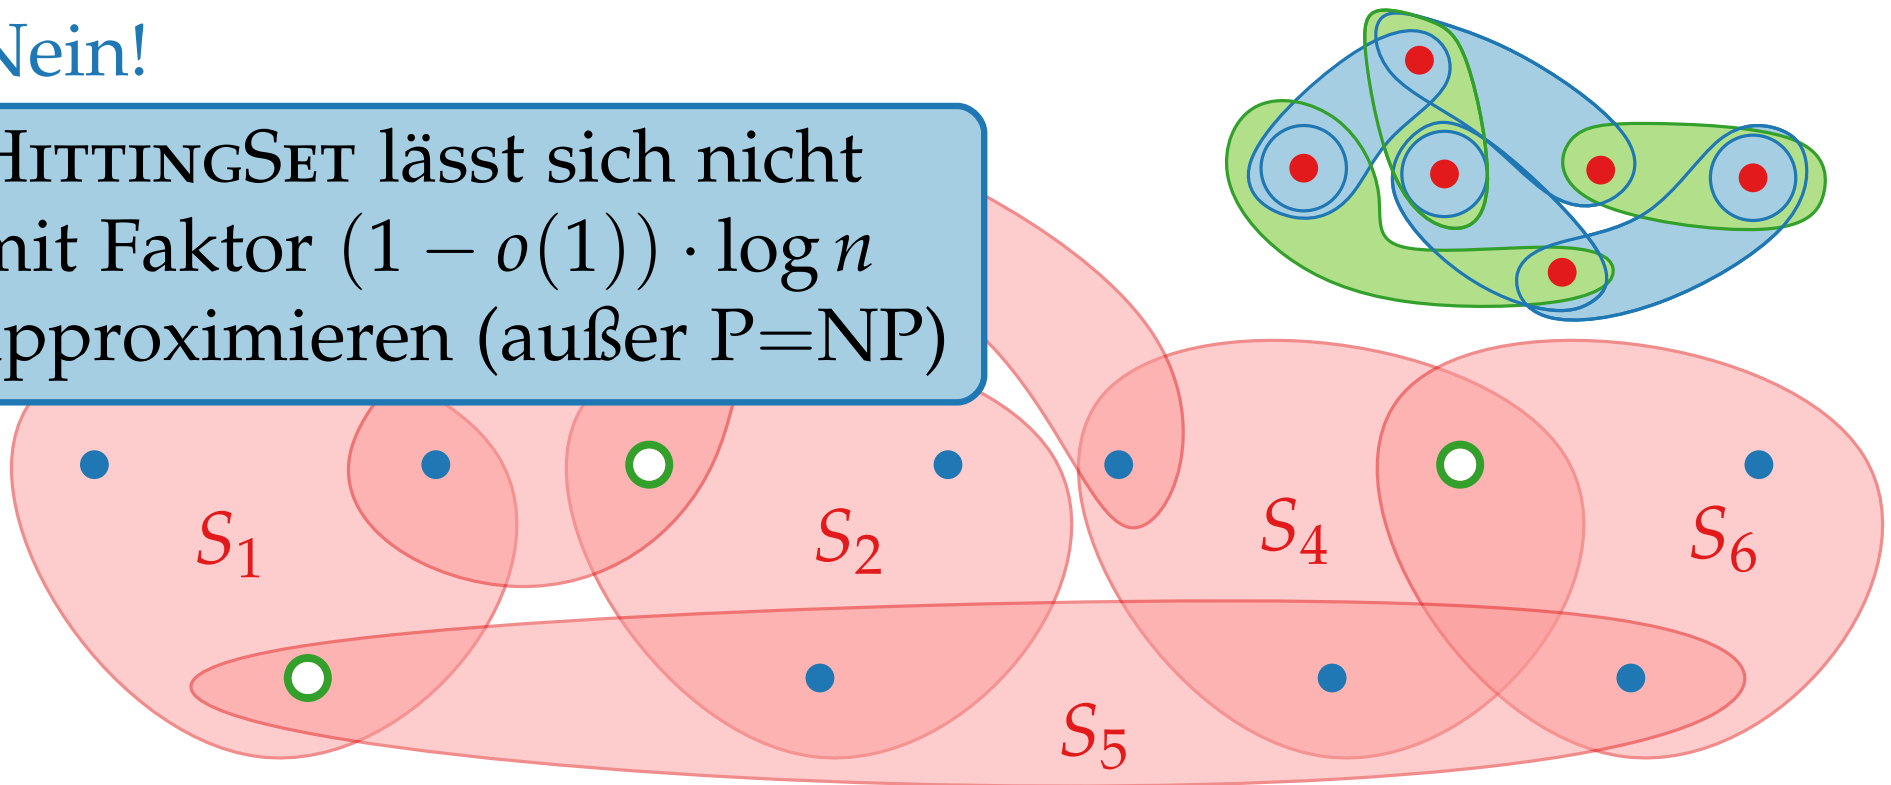 Nein!
HITTINGSET lässt sich nicht
mit Faktor (1 − o(1)) · log n
approximieren (außer P=NP)
S₁
S₂
S₄
S₆
S₅